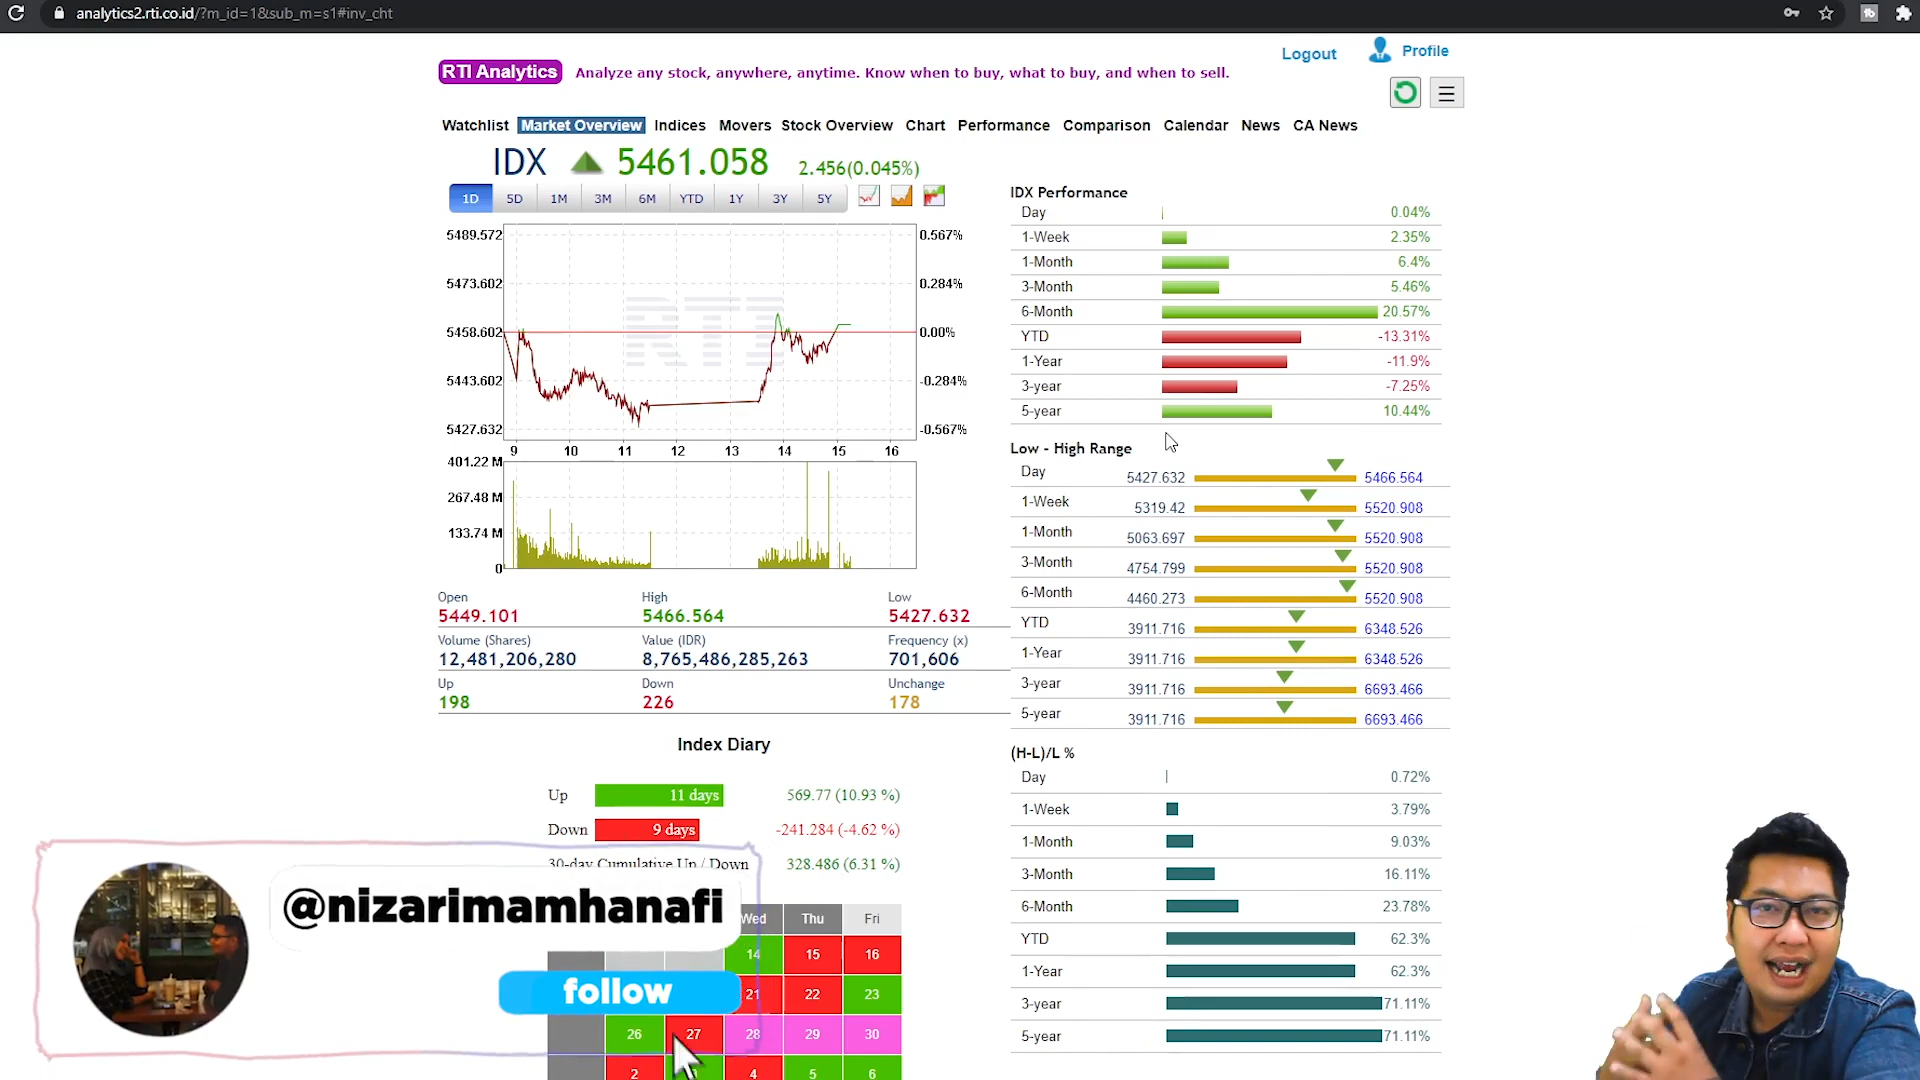 analytics2.rti.co.id/?m_id=1&sub_m=s1#inv_cht
Logout Profile
RTI Analytics Analyze any stock, anywhere, anytime. Know when to buy, what to buy, and when to sell.
Watchlist Market Overview Indices Movers Stock Overview Chart Performance Comparison Calendar News CA News
IDX 5461.058 2.456(0.045%)
1D 5D 1M 3M 6M YTD 1Y 3Y 5Y
5489.572 0.567%
5473.602 0.284%
5458.602 0.00%
5443.602 -0.284%
5427.632 -0.567%
RTI
9 10 11 12 13 14 15 16
401.22 M
267.48 M
133.74 M
0
Open High Low
5449.101 5466.564 5427.632
Volume (Shares) Value (IDR) Frequency (x)
12,481,206,280 8,765,486,285,263 701,606
Up Down Unchange
198 226 178
Index Diary
Up 11 days 569.77 (10.93 %)
Down 9 days -241.284 (-4.62 %)
30-day Cumulative Up / Down 328.486 (6.31 %)
Wed Thu Fri
14 15 16
21 22 23
26 27 28 29 30
2 4 5 6
@nizarimamhanafi
follow
IDX Performance
Day 0.04%
1-Week 2.35%
1-Month 6.4%
3-Month 5.46%
6-Month 20.57%
YTD -13.31%
1-Year -11.9%
3-year -7.25%
5-year 10.44%
Low - High Range
Day 5427.632 5466.564
1-Week 5319.42 5520.908
1-Month 5063.697 5520.908
3-Month 4754.799 5520.908
6-Month 4460.273 5520.908
YTD 3911.716 6348.526
1-Year 3911.716 6348.526
3-year 3911.716 6693.466
5-year 3911.716 6693.466
(H-L)/L %
Day 0.72%
1-Week 3.79%
1-Month 9.03%
3-Month 16.11%
6-Month 23.78%
YTD 62.3%
1-Year 62.3%
3-year 71.11%
5-year 71.11%